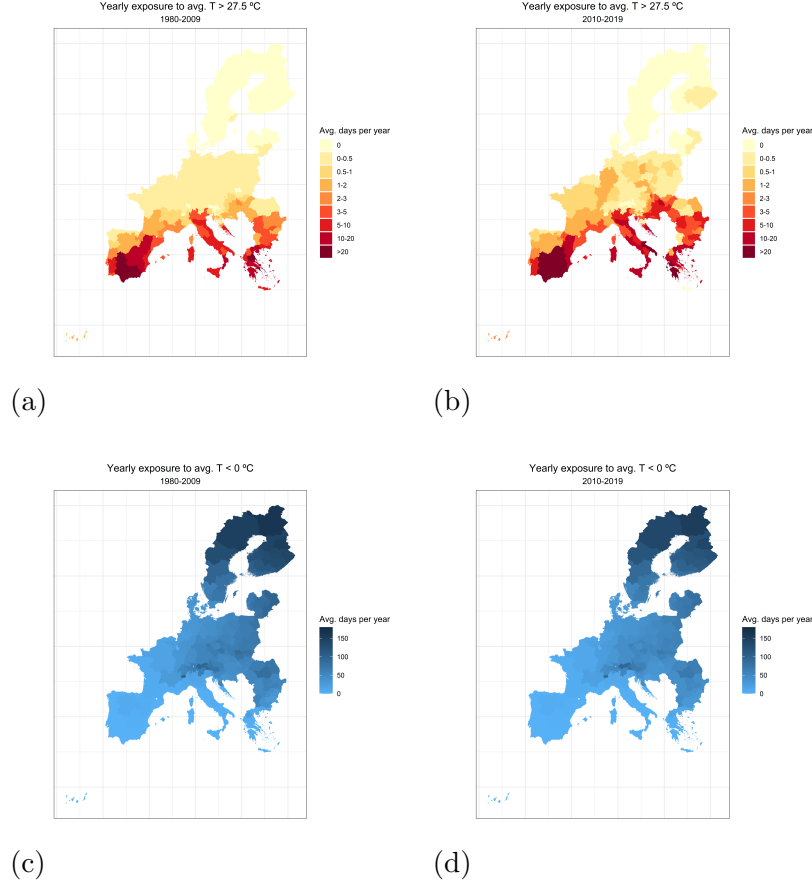 Yearly exposure to avg. T > 27.5 ºC
1980-2009
Avg. days per year
0
0-0.5
0.5-1
1-2
2-3
3-5
5-10
10-20
>20
(a)
Yearly exposure to avg. T > 27.5 ºC
2010-2019
Avg. days per year
0
0-0.5
0.5-1
1-2
2-3
3-5
5-10
10-20
>20
(b)
Yearly exposure to avg. T < 0 ºC
1980-2009
Avg. days per year
150
100
50
0
(c)
Yearly exposure to avg. T < 0 ºC
2010-2019
Avg. days per year
150
100
50
0
(d)